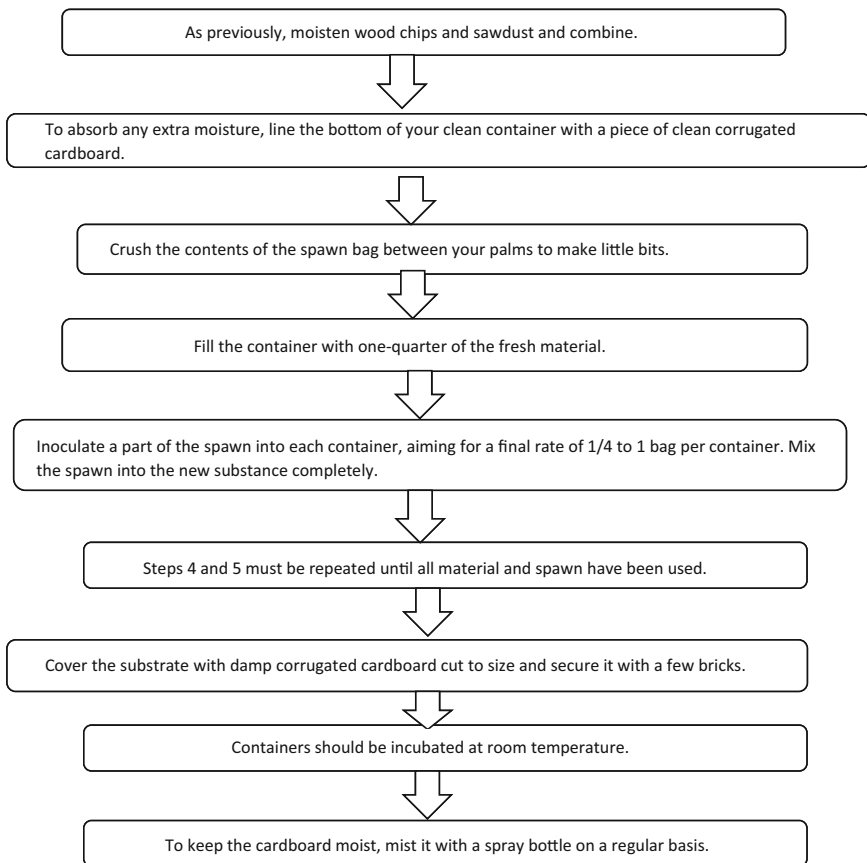 As previously, moisten wood chips and sawdust and combine.
To absorb any extra moisture, line the bottom of your clean container with a piece of clean corrugated
cardboard.
Crush the contents of the spawn bag between your palms to make little bits.
Fill the container with one-quarter of the fresh material.
Inoculate a part of the spawn into each container, aiming for a final rate of 1/4 to 1 bag per container. Mix
the spawn into the new substance completely.
Steps 4 and 5 must be repeated until all material and spawn have been used.
Cover the substrate with damp corrugated cardboard cut to size and secure it with a few bricks.
Containers should be incubated at room temperature.
To keep the cardboard moist, mist it with a spray bottle on a regular basis.